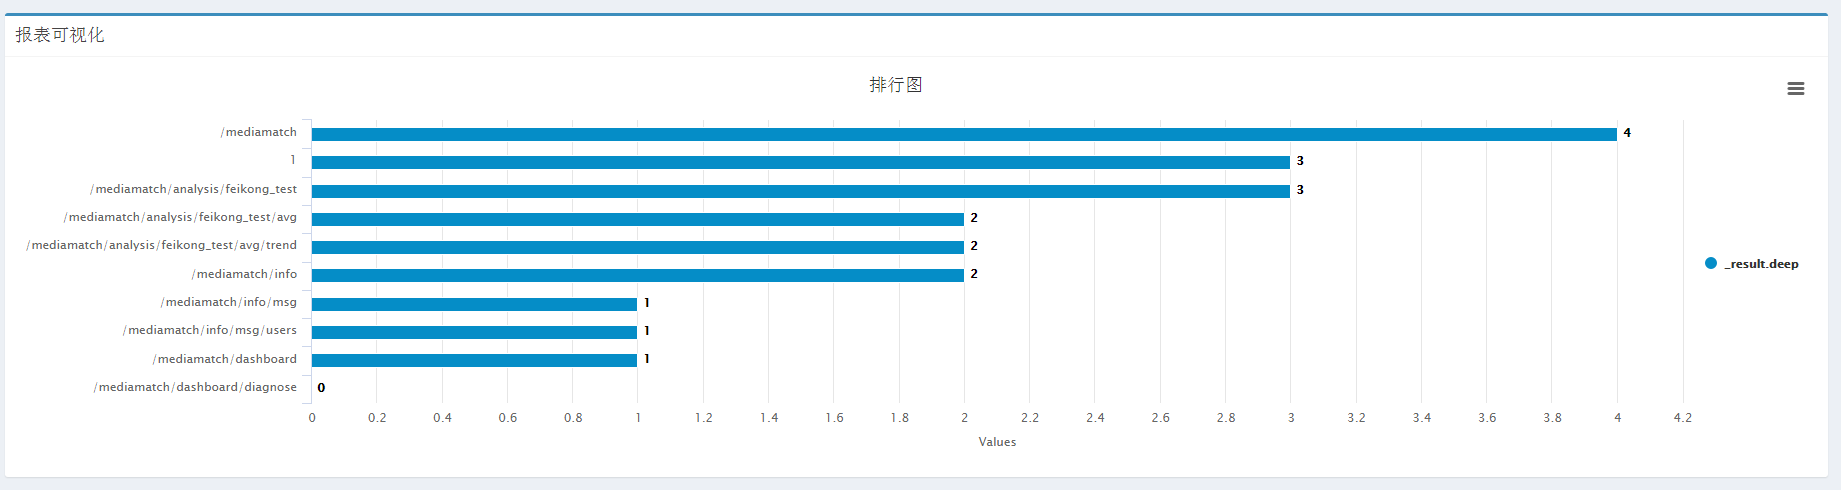 报表可视化
排行图
/mediamatch 4
1 3
/mediamatch/analysis/feikong_test 3
/mediamatch/analysis/feikong_test/avg 2
/mediamatch/analysis/feikong_test/avg/trend 2
/mediamatch/info 2
/mediamatch/info/msg 1
/mediamatch/info/msg/users 1
/mediamatch/dashboard 1
/mediamatch/dashboard/diagnose 0
_result.deep
0 0.2 0.4 0.6 0.8 1 1.2 1.4 1.6 1.8 2 2.2 2.4 2.6 2.8 3 3.2 3.4 3.6 3.8 4 4.2
Values